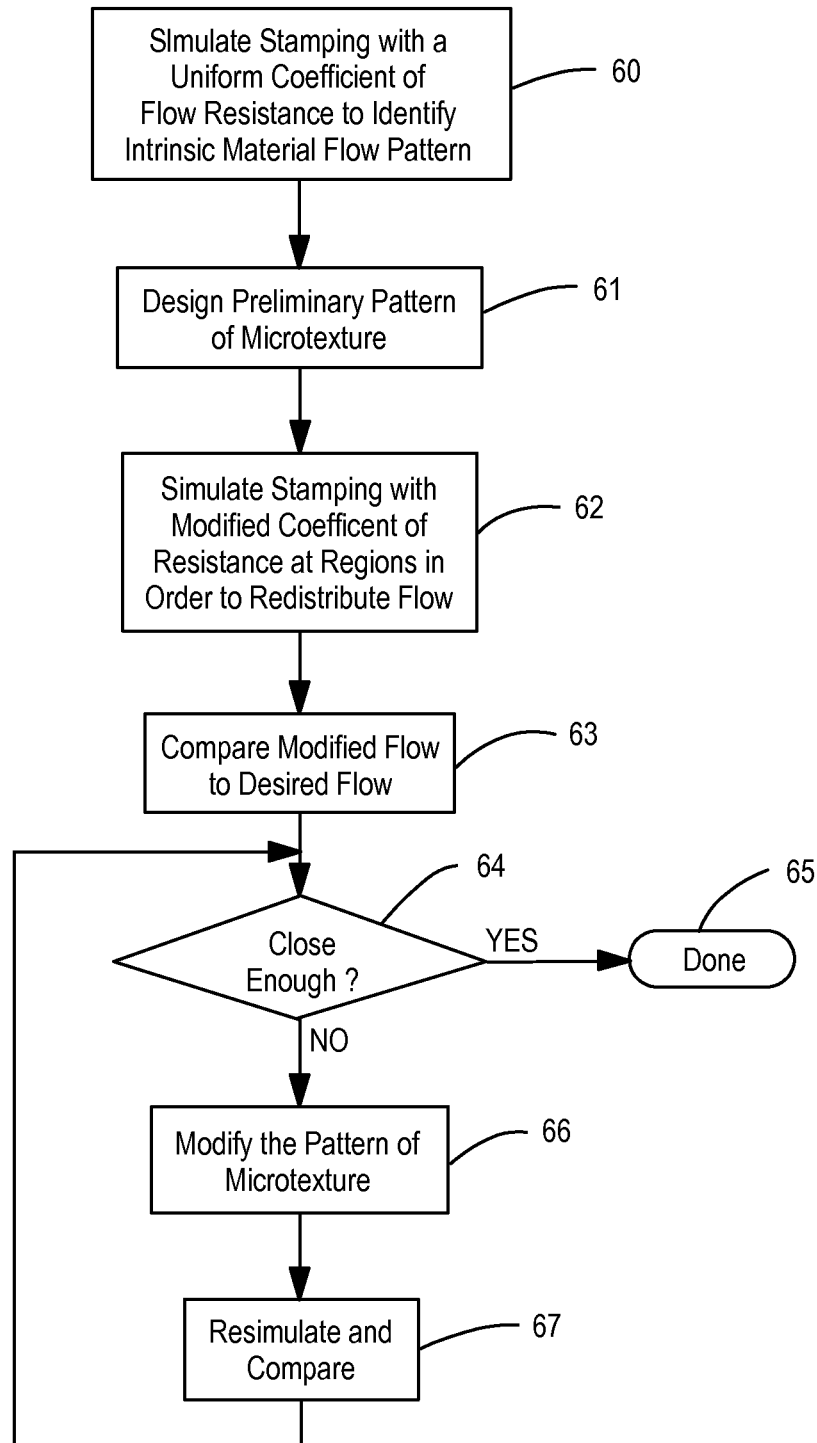 SImulate Stamping with a
Uniform Coefficient of
Flow Resistance to Identify
Intrinsic Material Flow Pattern
60
Design Preliminary Pattern
of Microtexture
61
Simulate Stamping with
Modified Coefficent of
Resistance at Regions in
Order to Redistribute Flow
62
Compare Modified Flow
to Desired Flow
63
64
Close
Enough ?
YES
65
Done
NO
Modify the Pattern of
Microtexture
66
Resimulate and
Compare
67